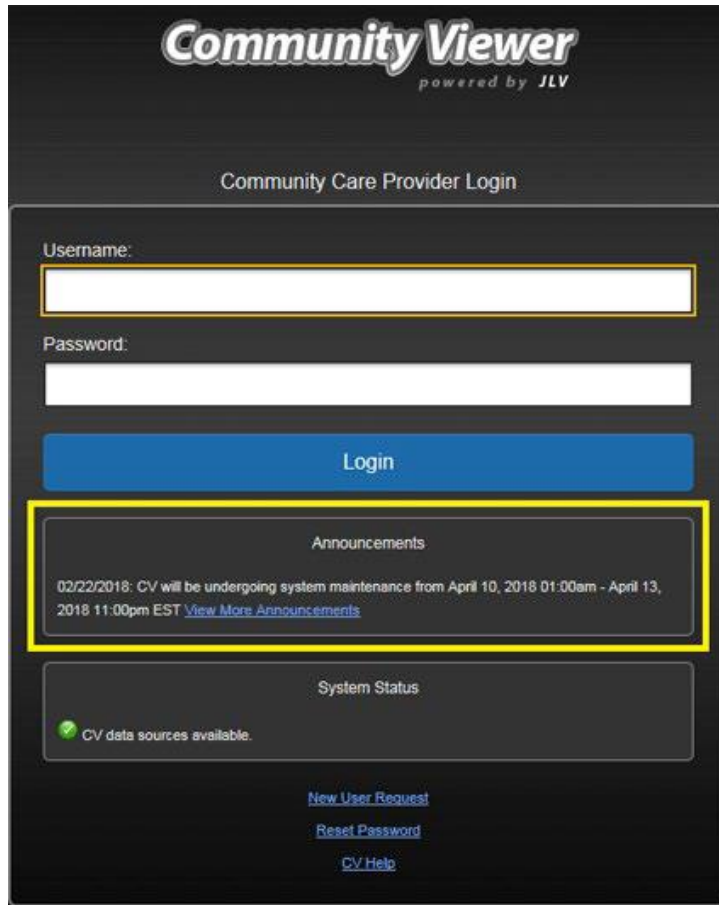 Community Viewer
powered by JLV
Community Care Provider Login
Username:
Password:
Login
Announcements
02/22/2018: CV will be undergoing system maintenance from April 10, 2018 01:00am - April 13,
2018 11:00pm EST View More Announcements
System Status
CV data sources available.
New User Request
Reset Password
CV Help